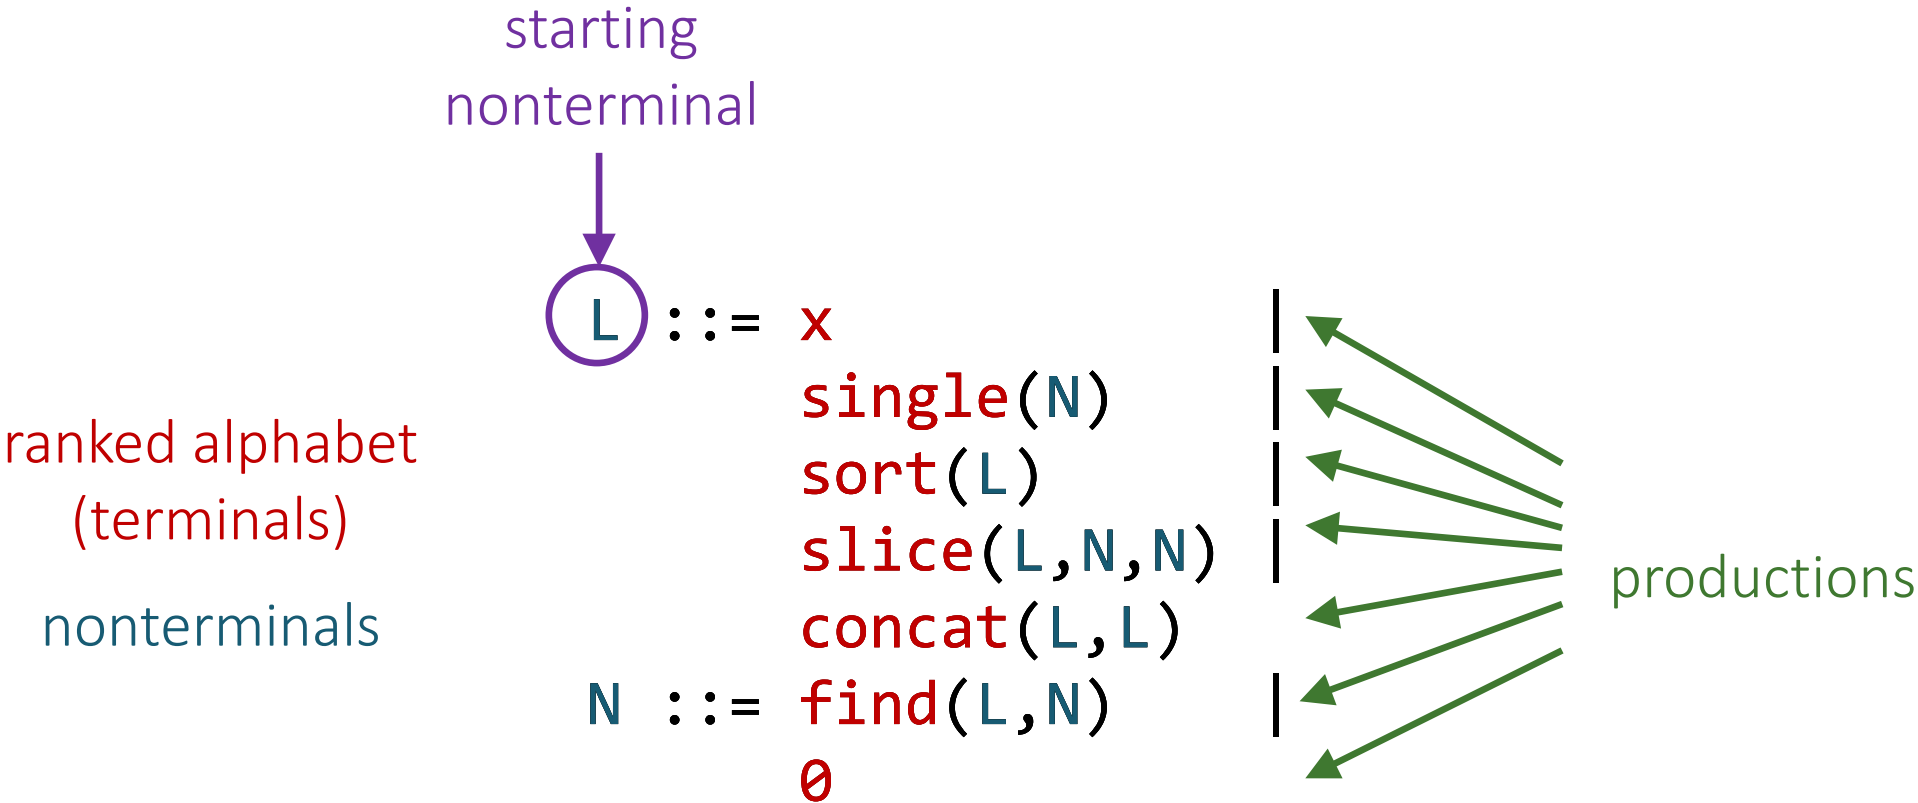 starting
nonterminal
L ::= x |
single(N) |
ranked alphabet
sort(L) |
(terminals)
slice(L,N,N) |
productions
nonterminals
concat(L,L)
N ::= find(L,N) |
0